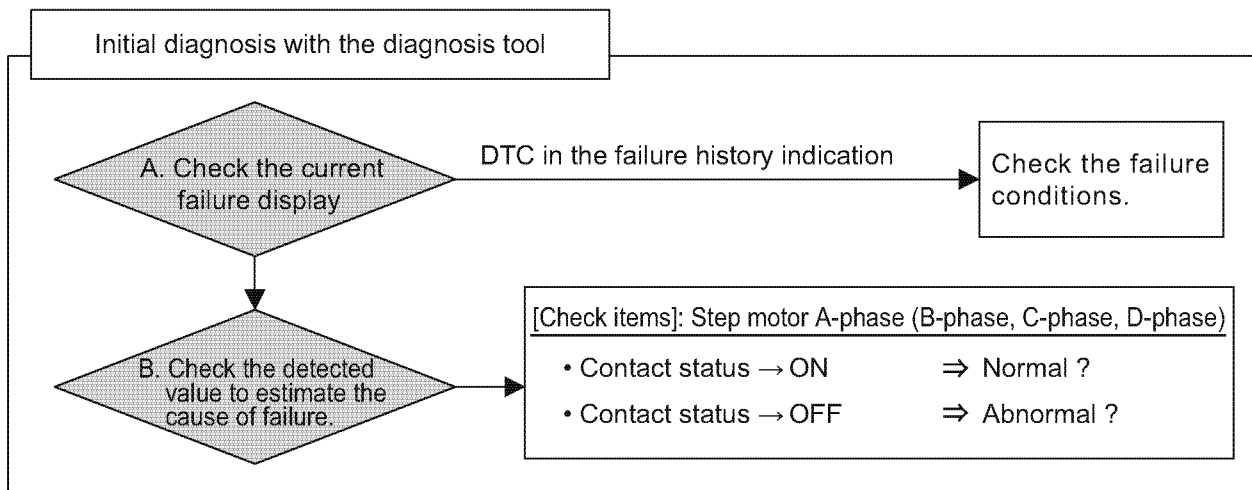 Initial diagnosis with the diagnosis tool
A. Check the current
failure display
DTC in the failure history indication
Check the failure
conditions.
B. Check the detected
value to estimate the
cause of failure.
[Check items]: Step motor A-phase (B-phase, C-phase, D-phase)
• Contact status → ON ⇒ Normal ?
• Contact status → OFF ⇒ Abnormal ?